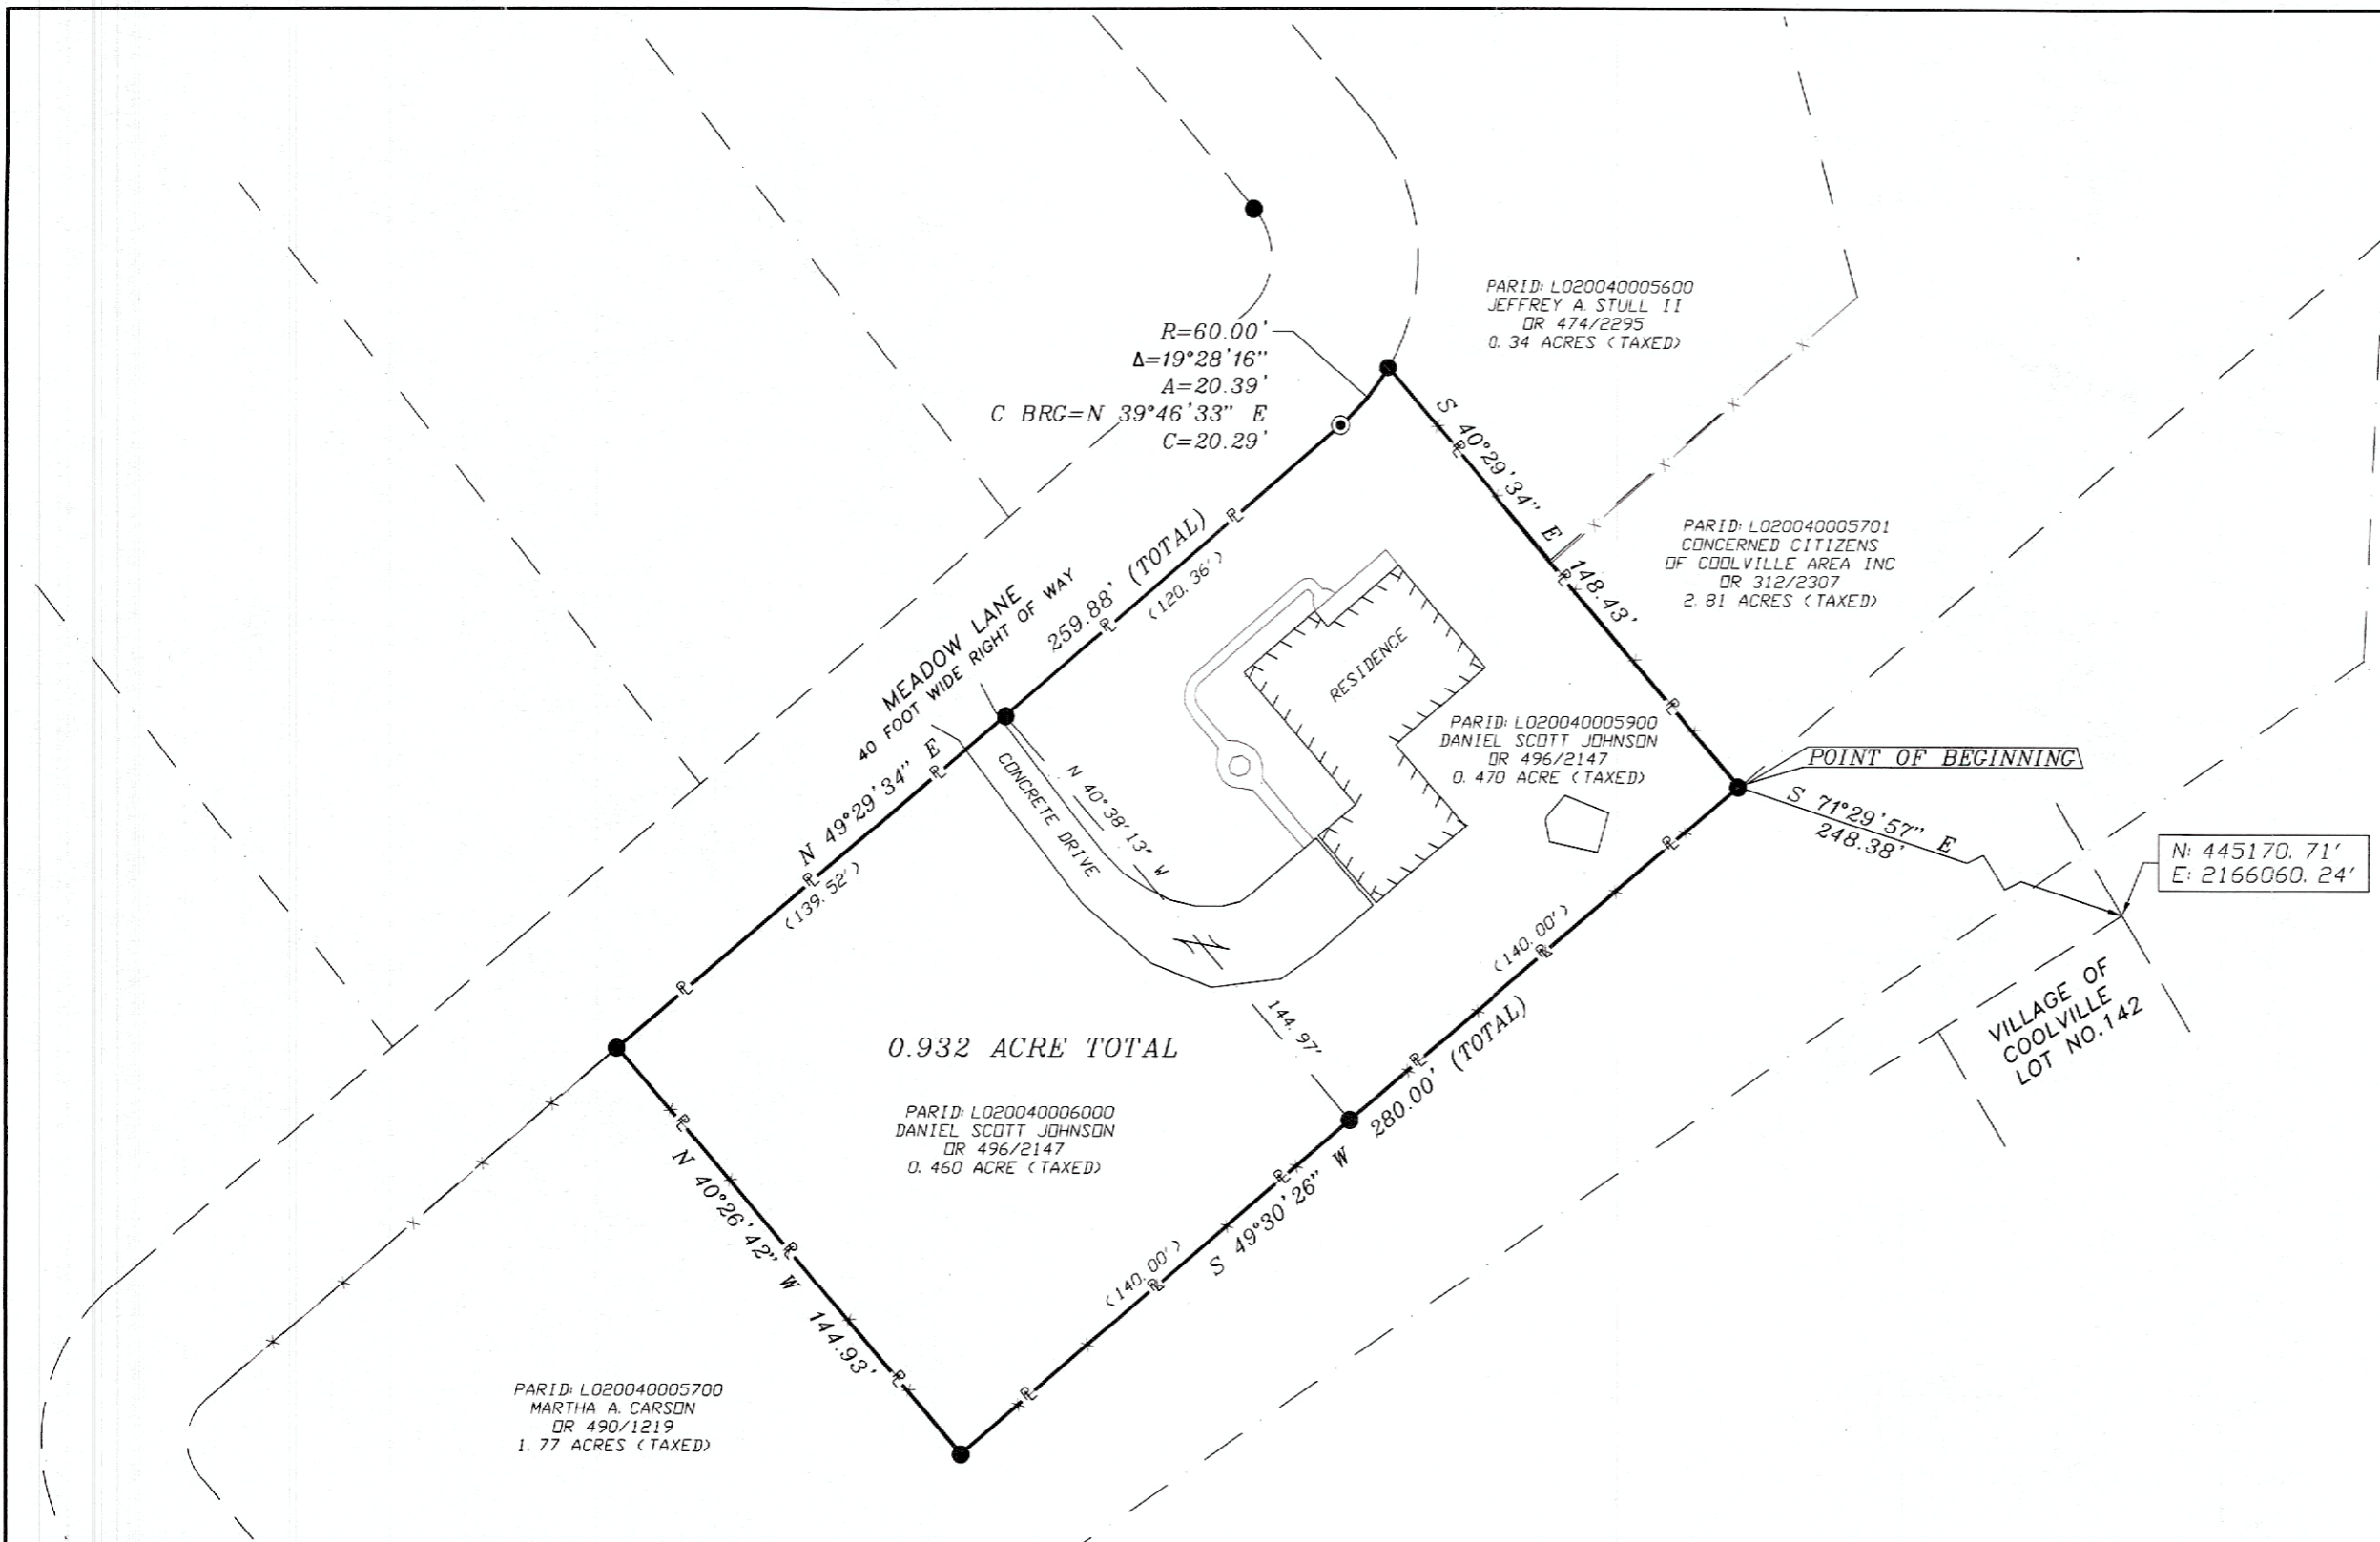 PARID: L020040005600
JEFFREY A. STULL II
OR 474/2295
0.34 ACRES (TAXED)
R=60.00'
Δ=19°28'16"
A=20.39'
C BRG=N 39°46'33" E
C=20.29'
S 40°29'34" E 148.43'
PARID: L020040005701
CONCERNED CITIZENS
OF COOLVILLE AREA INC
OR 312/2307
2.81 ACRES (TAXED)
MEADOW LANE
40 FOOT WIDE RIGHT OF WAY
N 49°29'34" E 259.88' (TOTAL)
(120.36')
(139.52')
RESIDENCE
PARID: L020040005900
DANIEL SCOTT JOHNSON
OR 496/2147
0.470 ACRE (TAXED)
POINT OF BEGINNING
S 71°29'57" E
248.38'
N: 445170.71'
E: 2166060.24'
CONCRETE DRIVE
N 40°38'13" W
144.97'
(140.00')
S 49°30'26" W 280.00' (TOTAL)
(140.00')
VILLAGE OF
COOLVILLE
LOT NO.142
0.932 ACRE TOTAL
PARID: L020040006000
DANIEL SCOTT JOHNSON
OR 496/2147
0.460 ACRE (TAXED)
N 40°26'42" W 144.93'
PARID: L020040005700
MARTHA A. CARSON
OR 490/1219
1.77 ACRES (TAXED)